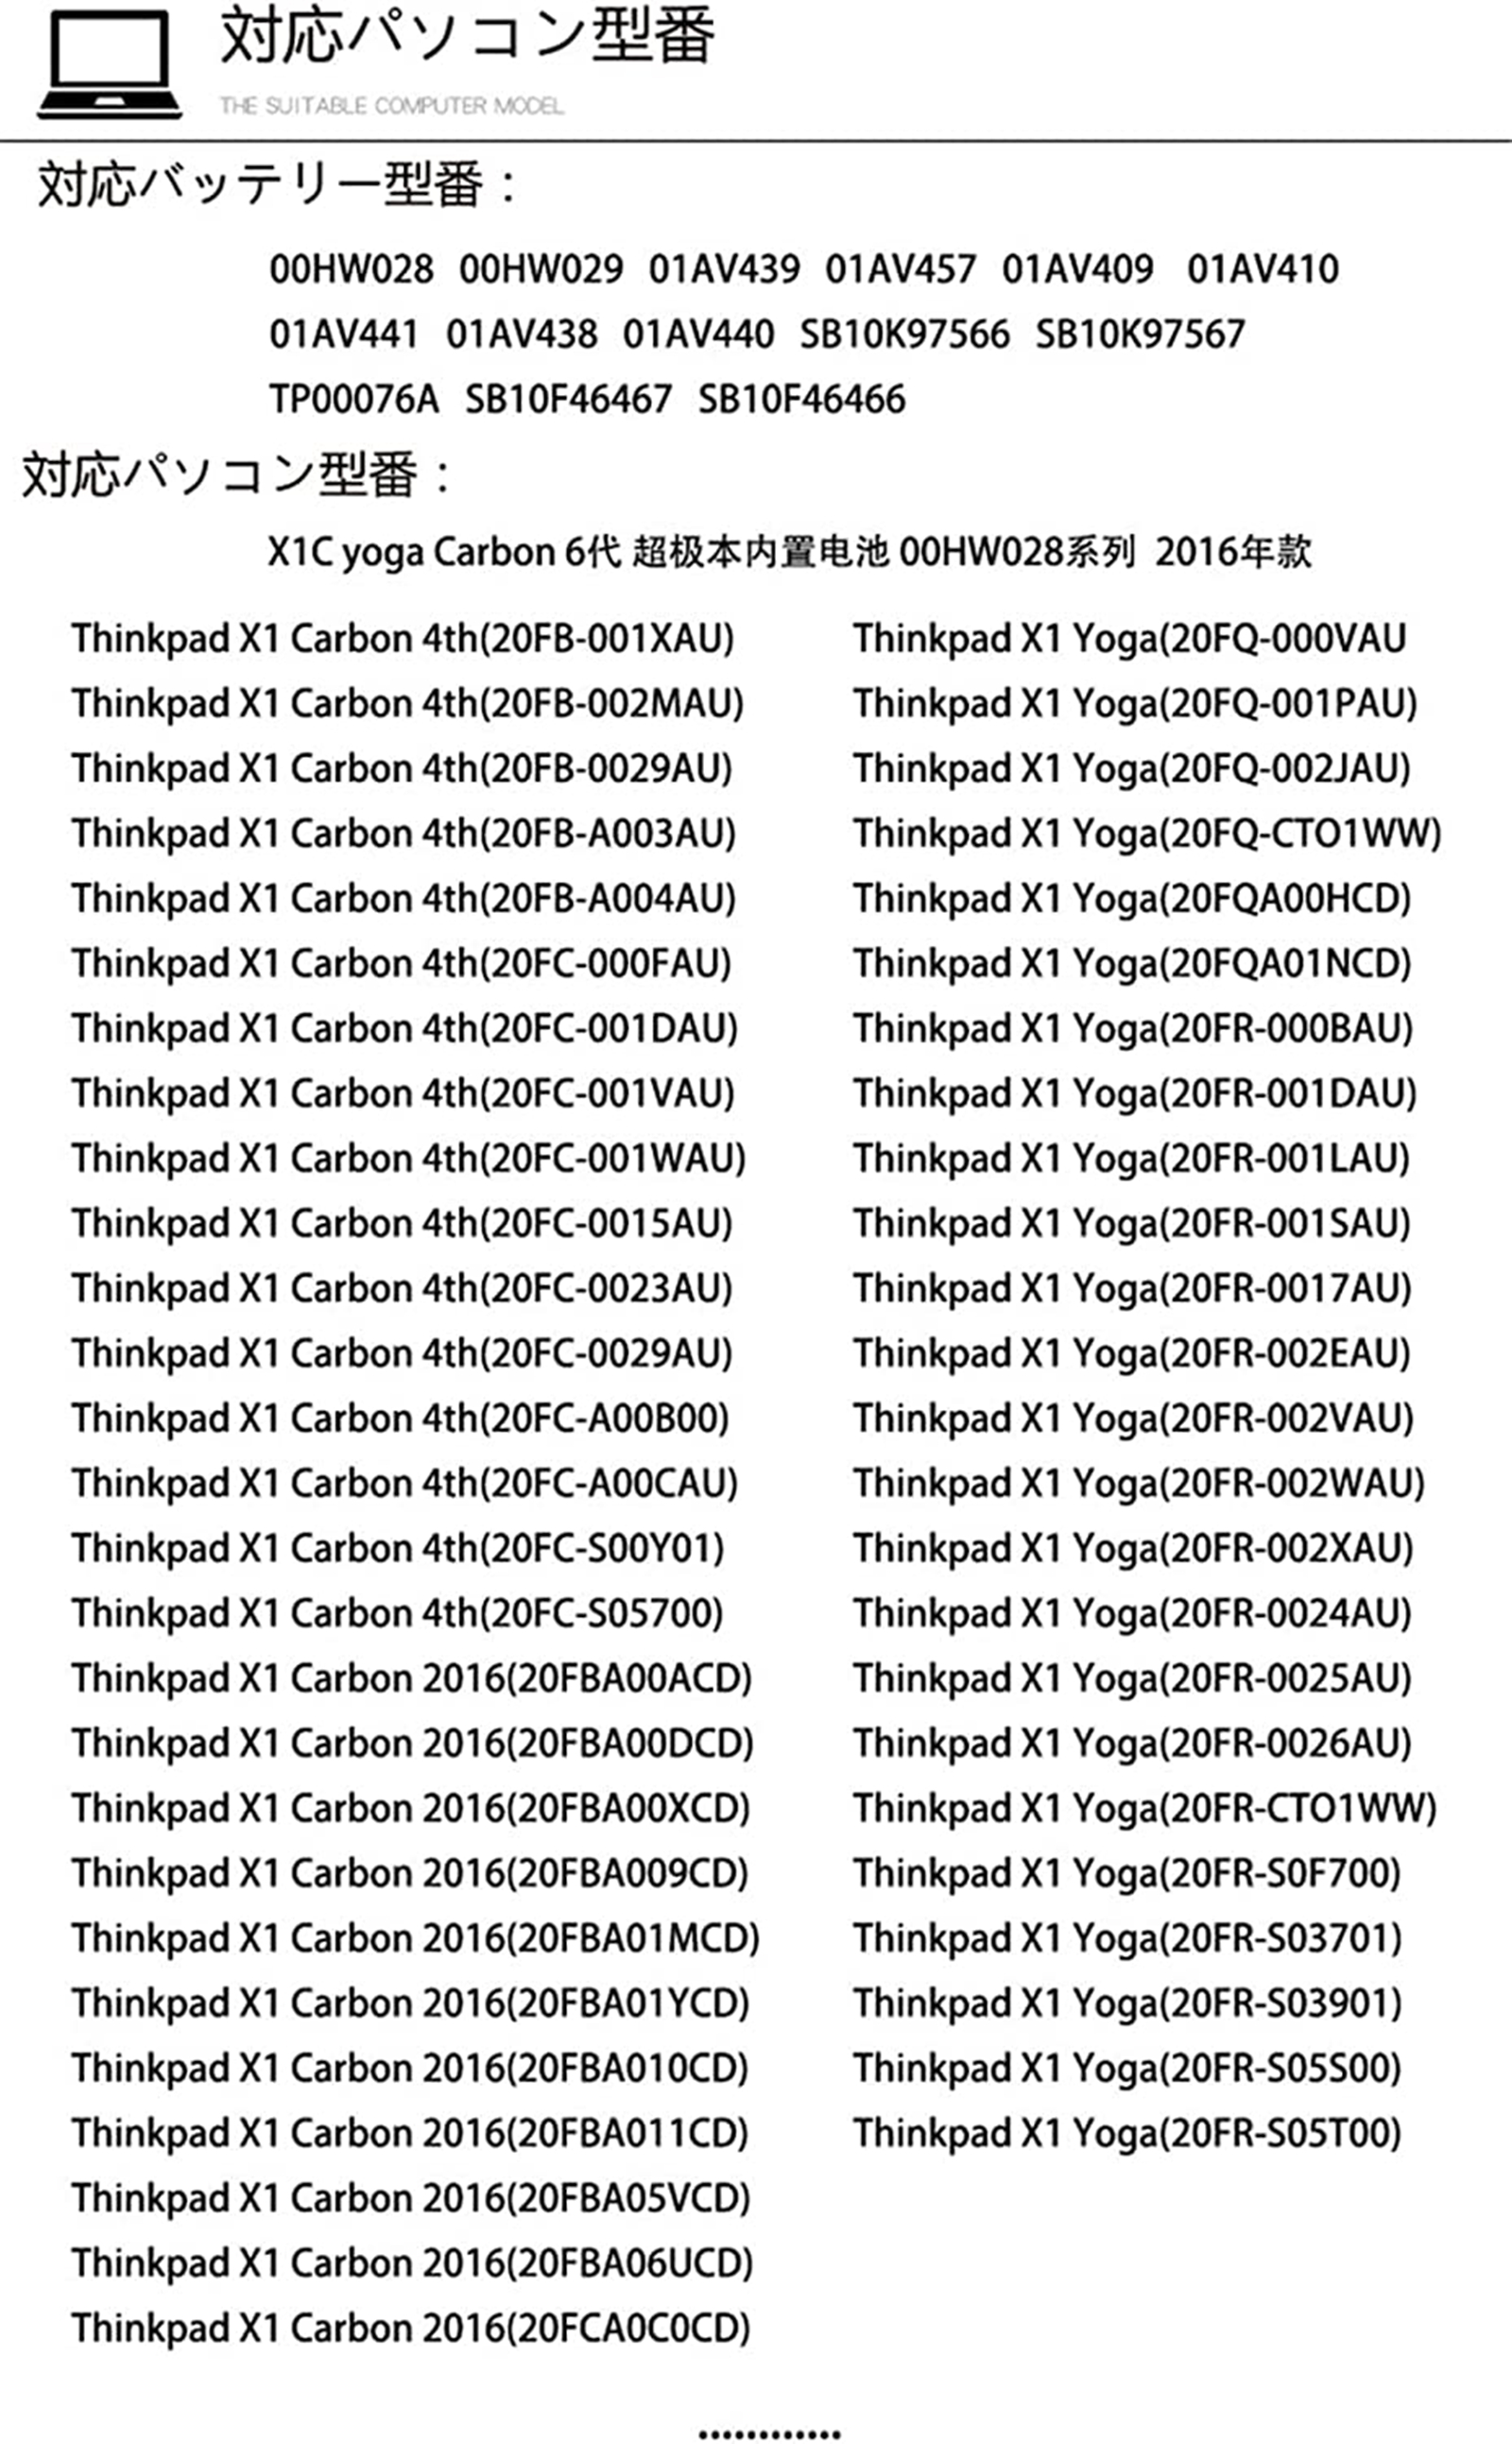 対応パソコン型番
THE SUITABLE COMPUTER MODEL
対応バッテリー型番：
00HW028 00HW029 01AV439 01AV457 01AV409 01AV410
01AV441 01AV438 01AV440 SB10K97566 SB10K97567
TP00076A SB10F46467 SB10F46466
対応パソコン型番：
X1C yoga Carbon 6代 超极本内置电池 00HW028系列 2016年款
Thinkpad X1 Carbon 4th(20FB-001XAU)
Thinkpad X1 Carbon 4th(20FB-002MAU)
Thinkpad X1 Carbon 4th(20FB-0029AU)
Thinkpad X1 Carbon 4th(20FB-A003AU)
Thinkpad X1 Carbon 4th(20FB-A004AU)
Thinkpad X1 Carbon 4th(20FC-000FAU)
Thinkpad X1 Carbon 4th(20FC-001DAU)
Thinkpad X1 Carbon 4th(20FC-001VAU)
Thinkpad X1 Carbon 4th(20FC-001WAU)
Thinkpad X1 Carbon 4th(20FC-0015AU)
Thinkpad X1 Carbon 4th(20FC-0023AU)
Thinkpad X1 Carbon 4th(20FC-0029AU)
Thinkpad X1 Carbon 4th(20FC-A00B00)
Thinkpad X1 Carbon 4th(20FC-A00CAU)
Thinkpad X1 Carbon 4th(20FC-S00Y01)
Thinkpad X1 Carbon 4th(20FC-S05700)
Thinkpad X1 Carbon 2016(20FBA00ACD)
Thinkpad X1 Carbon 2016(20FBA00DCD)
Thinkpad X1 Carbon 2016(20FBA00XCD)
Thinkpad X1 Carbon 2016(20FBA009CD)
Thinkpad X1 Carbon 2016(20FBA01MCD)
Thinkpad X1 Carbon 2016(20FBA01YCD)
Thinkpad X1 Carbon 2016(20FBA010CD)
Thinkpad X1 Carbon 2016(20FBA011CD)
Thinkpad X1 Carbon 2016(20FBA05VCD)
Thinkpad X1 Carbon 2016(20FBA06UCD)
Thinkpad X1 Carbon 2016(20FCA0C0CD)
Thinkpad X1 Yoga(20FQ-000VAU
Thinkpad X1 Yoga(20FQ-001PAU)
Thinkpad X1 Yoga(20FQ-002JAU)
Thinkpad X1 Yoga(20FQ-CTO1WW)
Thinkpad X1 Yoga(20FQA00HCD)
Thinkpad X1 Yoga(20FQA01NCD)
Thinkpad X1 Yoga(20FR-000BAU)
Thinkpad X1 Yoga(20FR-001DAU)
Thinkpad X1 Yoga(20FR-001LAU)
Thinkpad X1 Yoga(20FR-001SAU)
Thinkpad X1 Yoga(20FR-0017AU)
Thinkpad X1 Yoga(20FR-002EAU)
Thinkpad X1 Yoga(20FR-002VAU)
Thinkpad X1 Yoga(20FR-002WAU)
Thinkpad X1 Yoga(20FR-002XAU)
Thinkpad X1 Yoga(20FR-0024AU)
Thinkpad X1 Yoga(20FR-0025AU)
Thinkpad X1 Yoga(20FR-0026AU)
Thinkpad X1 Yoga(20FR-CTO1WW)
Thinkpad X1 Yoga(20FR-S0F700)
Thinkpad X1 Yoga(20FR-S03701)
Thinkpad X1 Yoga(20FR-S03901)
Thinkpad X1 Yoga(20FR-S05S00)
Thinkpad X1 Yoga(20FR-S05T00)
············